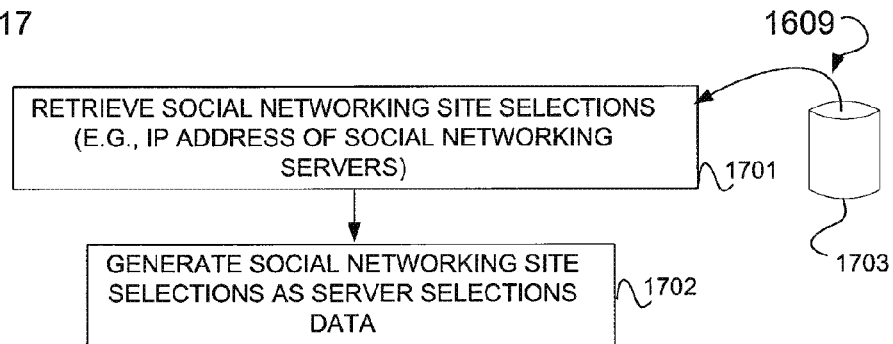 17
1609
RETRIEVE SOCIAL NETWORKING SITE SELECTIONS
(E.G., IP ADDRESS OF SOCIAL NETWORKING
SERVERS)
1701
1703
GENERATE SOCIAL NETWORKING SITE
SELECTIONS AS SERVER SELECTIONS
DATA
1702